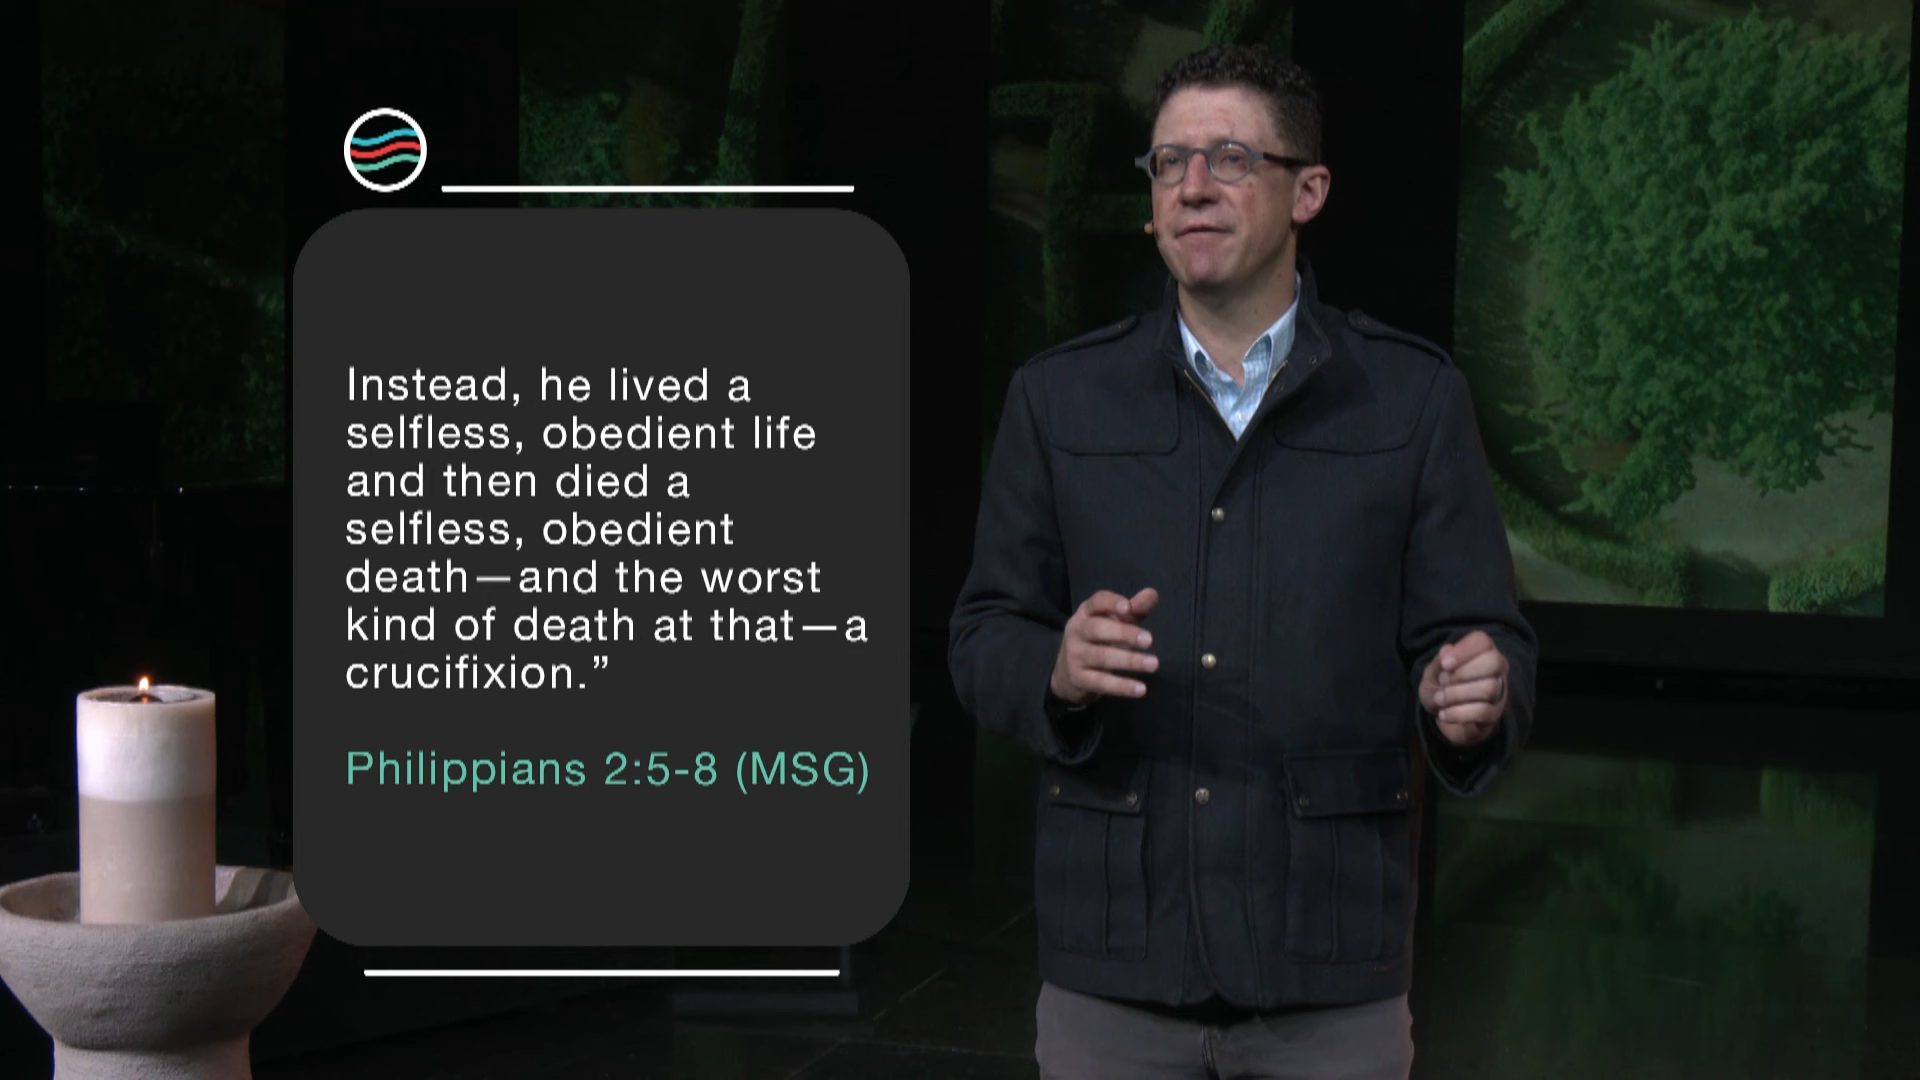 Instead, he lived a
selfless, obedient life
and then died a
selfless, obedient
death—and the worst
kind of death at that—a
crucifixion.”
Philippians 2:5-8 (MSG)